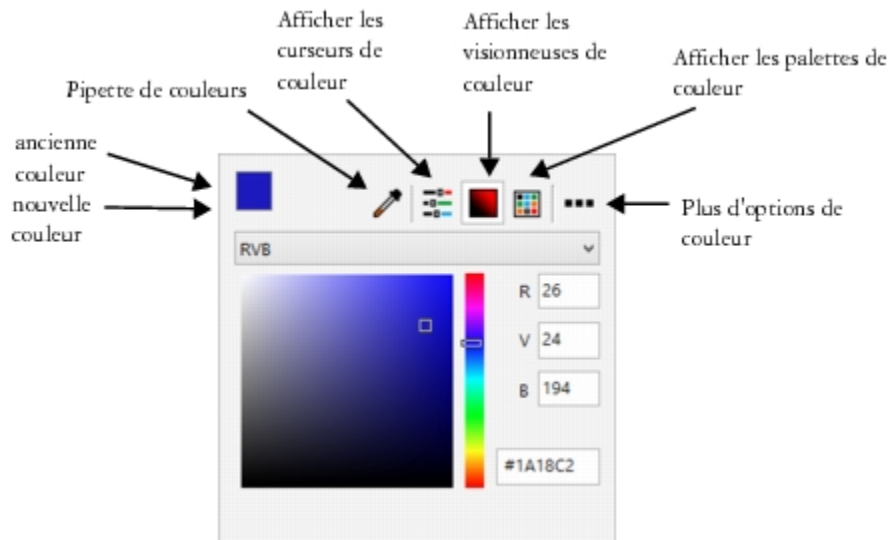 Afficher les
curseurs de
couleur
Afficher les
visionneuses de
couleur
Afficher les palettes de
couleur
Pipette de couleurs
ancienne
couleur
nouvelle
couleur
Plus d'options de
couleur
RVB
R 26
V 24
B 194
#1A18C2